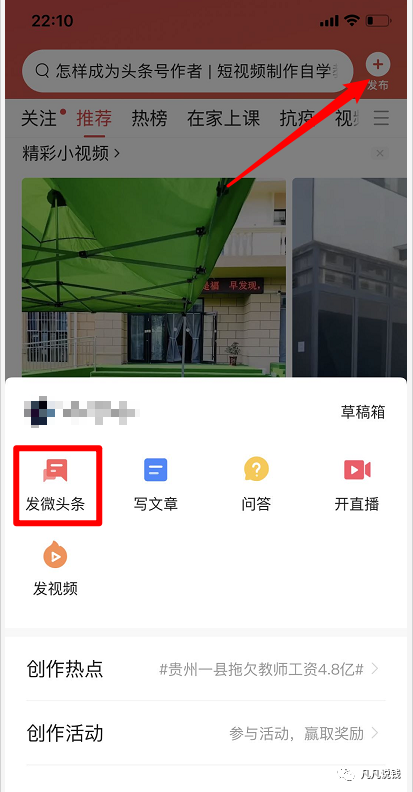 22:10
怎样成为头条号作者 | 短视频制作自学
发布
关注 推荐 热榜 在家上课 抗疫 视
精彩小视频 >
是福 早发现,
草稿箱
发微头条 写文章 问答 开直播
发视频
创作热点 #贵州一县拖欠教师工资4.8亿# >
创作活动 参与活动，赢取奖励 >
凡凡说钱